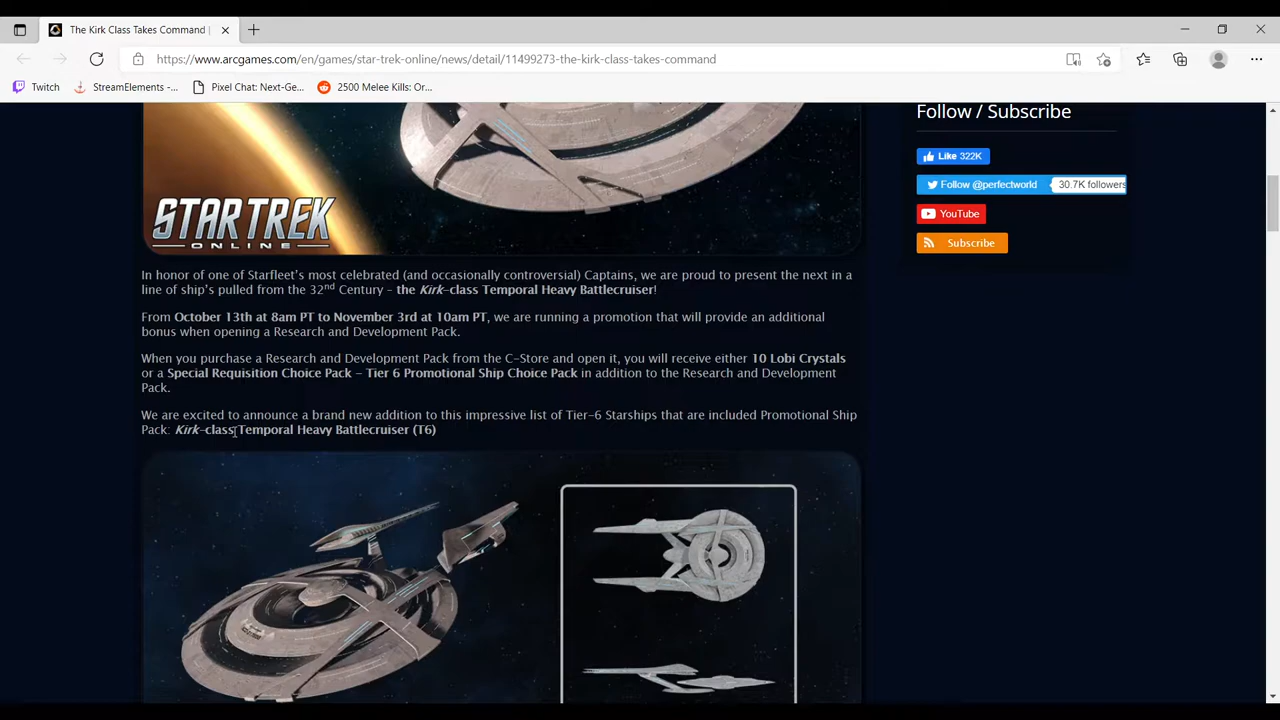 The Kirk Class Takes Command |
https://www.arcgames.com/en/games/star-trek-online/news/detail/11499273-the-kirk-class-takes-command
Twitch
StreamElements -...
Pixel Chat: Next-Ge...
2500 Melee Kills: Or...
STAR TREK
ONLINE
Follow / Subscribe
Like 322K
Follow @perfectworld
30.7K followers
YouTube
Subscribe
In honor of one of Starfleet's most celebrated (and occasionally controversial) Captains, we are proud to present the next in a
line of ship's pulled from the 32nd Century - the Kirk-class Temporal Heavy Battlecruiser!
From October 13th at 8am PT to November 3rd at 10am PT, we are running a promotion that will provide an additional
bonus when opening a Research and Development Pack.
When you purchase a Research and Development Pack from the C-Store and open it, you will receive either 10 Lobi Crystals
or a Special Requisition Choice Pack – Tier 6 Promotional Ship Choice Pack in addition to the Research and Development
Pack.
We are excited to announce a brand new addition to this impressive list of Tier-6 Starships that are included Promotional Ship
Pack: Kirk-class Temporal Heavy Battlecruiser (T6)